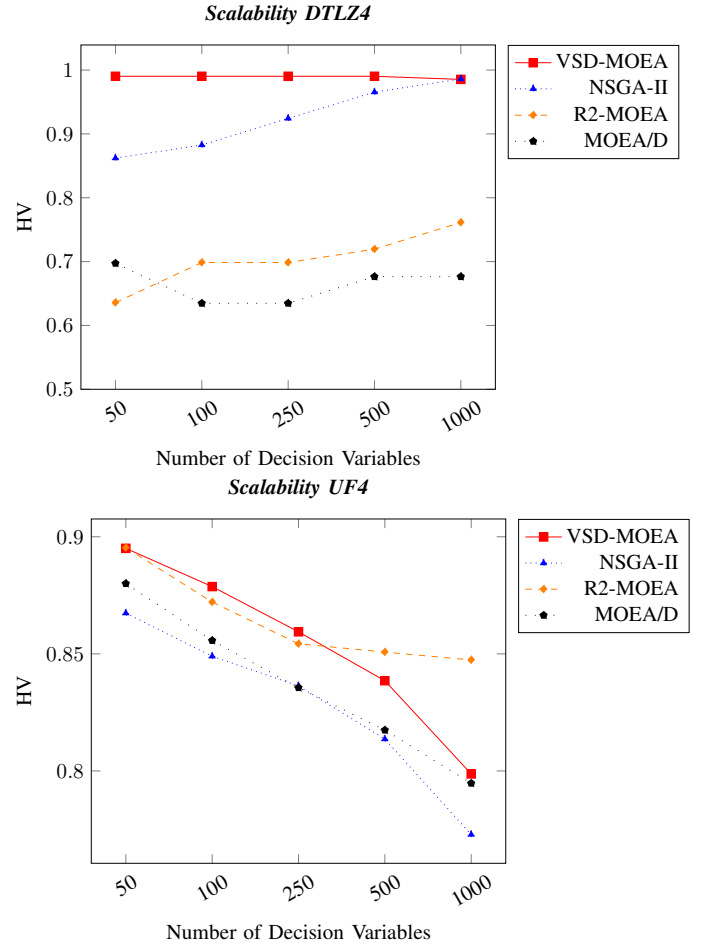 Scalability DTLZ4
VSD-MOEA
NSGA-II
R2-MOEA
MOEA/D
1
0.9
0.8
0.7
0.6
0.5
HV
50
100
250
500
1000
Number of Decision Variables
Scalability UF4
VSD-MOEA
NSGA-II
R2-MOEA
MOEA/D
0.9
0.85
0.8
HV
50
100
250
500
1000
Number of Decision Variables